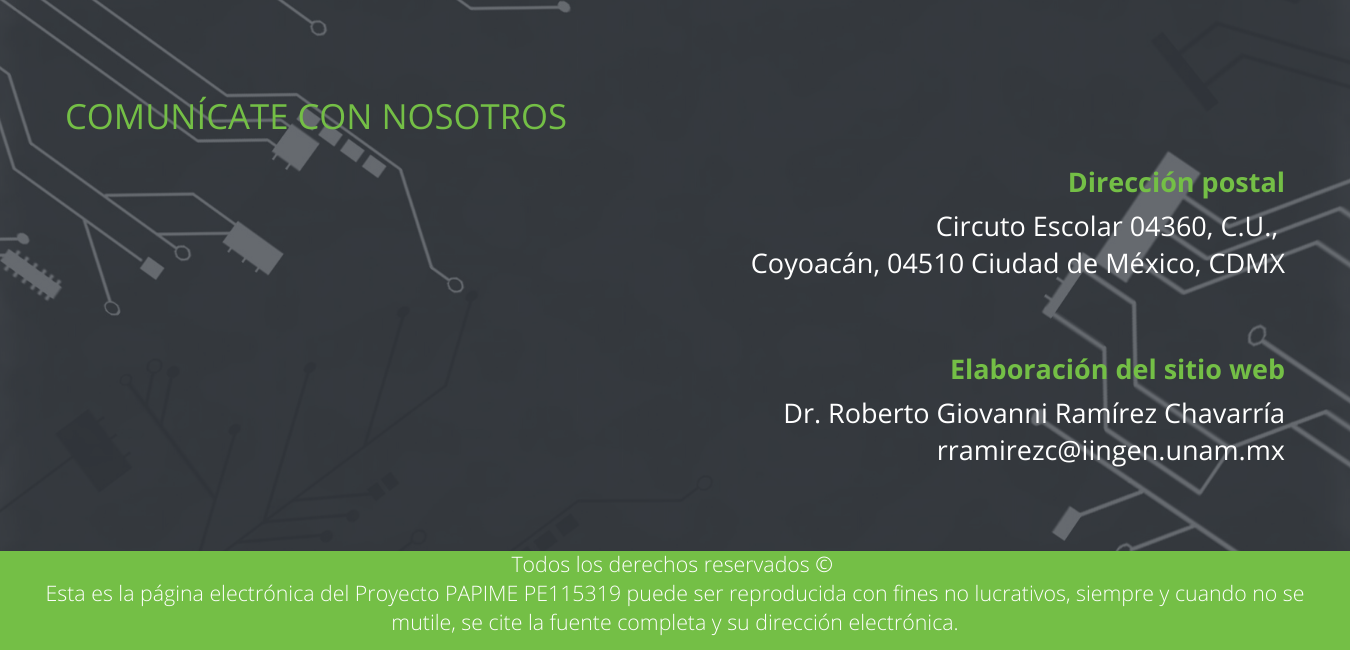 COMUNÍCATE CON NOSOTROS
Dirección postal
Circuto Escolar 04360, C.U.,
Coyoacán, 04510 Ciudad de México, CDMX
Elaboración del sitio web
Dr. Roberto Giovanni Ramírez Chavarría
rramirezc@iingen.unam.mx
Todos los derechos reservados ©
Esta es la página electrónica del Proyecto PAPIME PE115319 puede ser reproducida con fines no lucrativos, siempre y cuando no se
mutile, se cite la fuente completa y su dirección electrónica.